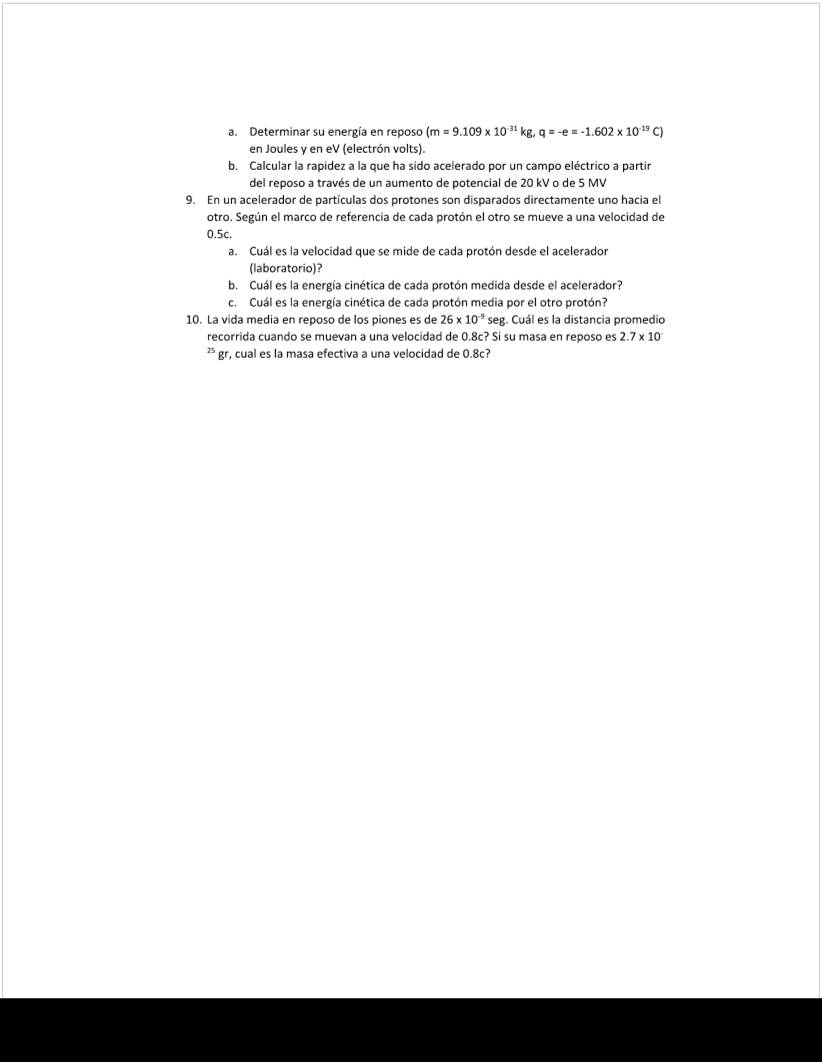 a. Determinar su energía en reposo (m = 9.109 x 10⁻³¹ kg, q = -e = -1.602 x 10⁻¹⁹ C)
en Joules y en eV (electrón volts).
b. Calcular la rapidez a la que ha sido acelerado por un campo eléctrico a partir
del reposo a través de un aumento de potencial de 20 kV o de 5 MV
9. En un acelerador de partículas dos protones son disparados directamente uno hacia el
otro. Según el marco de referencia de cada protón el otro se mueve a una velocidad de
0.5c.
a. Cuál es la velocidad que se mide de cada protón desde el acelerador
(laboratorio)?
b. Cuál es la energía cinética de cada protón medida desde el acelerador?
c. Cuál es la energía cinética de cada protón media por el otro protón?
10. La vida media en reposo de los piones es de 26 x 10⁻⁹ seg. Cuál es la distancia promedio
recorrida cuando se muevan a una velocidad de 0.8c? Si su masa en reposo es 2.7 x 10⁻
²⁵ gr, cual es la masa efectiva a una velocidad de 0.8c?